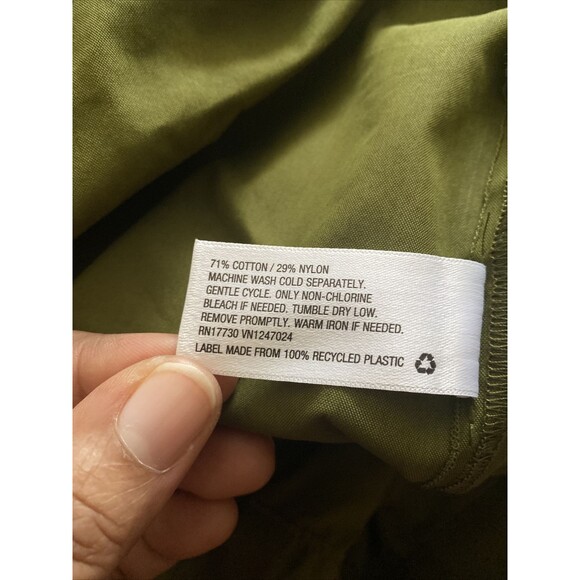 71% COTTON / 29% NYLON
MACHINE WASH COLD SEPARATELY.
GENTLE CYCLE. ONLY NON-CHLORINE
BLEACH IF NEEDED. TUMBLE DRY LOW.
REMOVE PROMPTLY. WARM IRON IF NEEDED.
RN17730 VN1247024
LABEL MADE FROM 100% RECYCLED PLASTIC